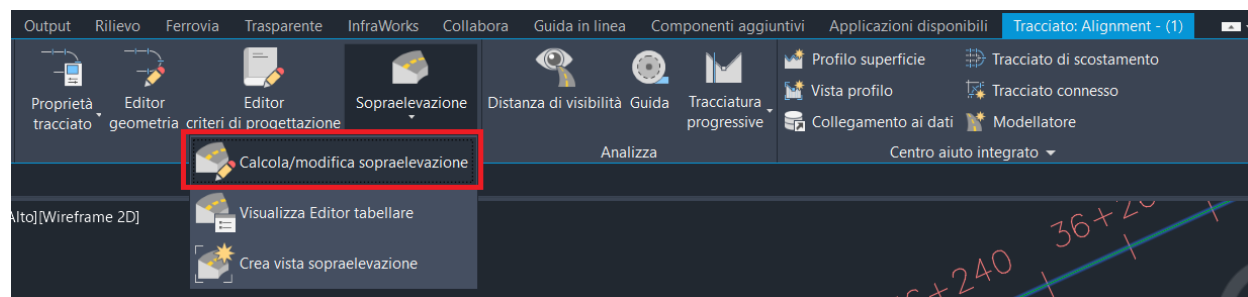 Output Rilievo Ferrovia Trasparente InfraWorks Collabora Guida in linea Componenti aggiuntivi Applicazioni disponibili Tracciato: Alignment - (1)
Proprietà tracciato
Editor geometria
Editor criteri di progettazione
Sopraelevazione
Distanza di visibilità
Guida
Tracciatura progressive
Profilo superficie
Vista profilo
Collegamento ai dati
Tracciato di scostamento
Tracciato connesso
Modellatore
Analizza
Centro aiuto integrato
Calcola/modifica sopraelevazione
Visualizza Editor tabellare
Crea vista sopraelevazione
Alto][Wireframe 2D]
+240